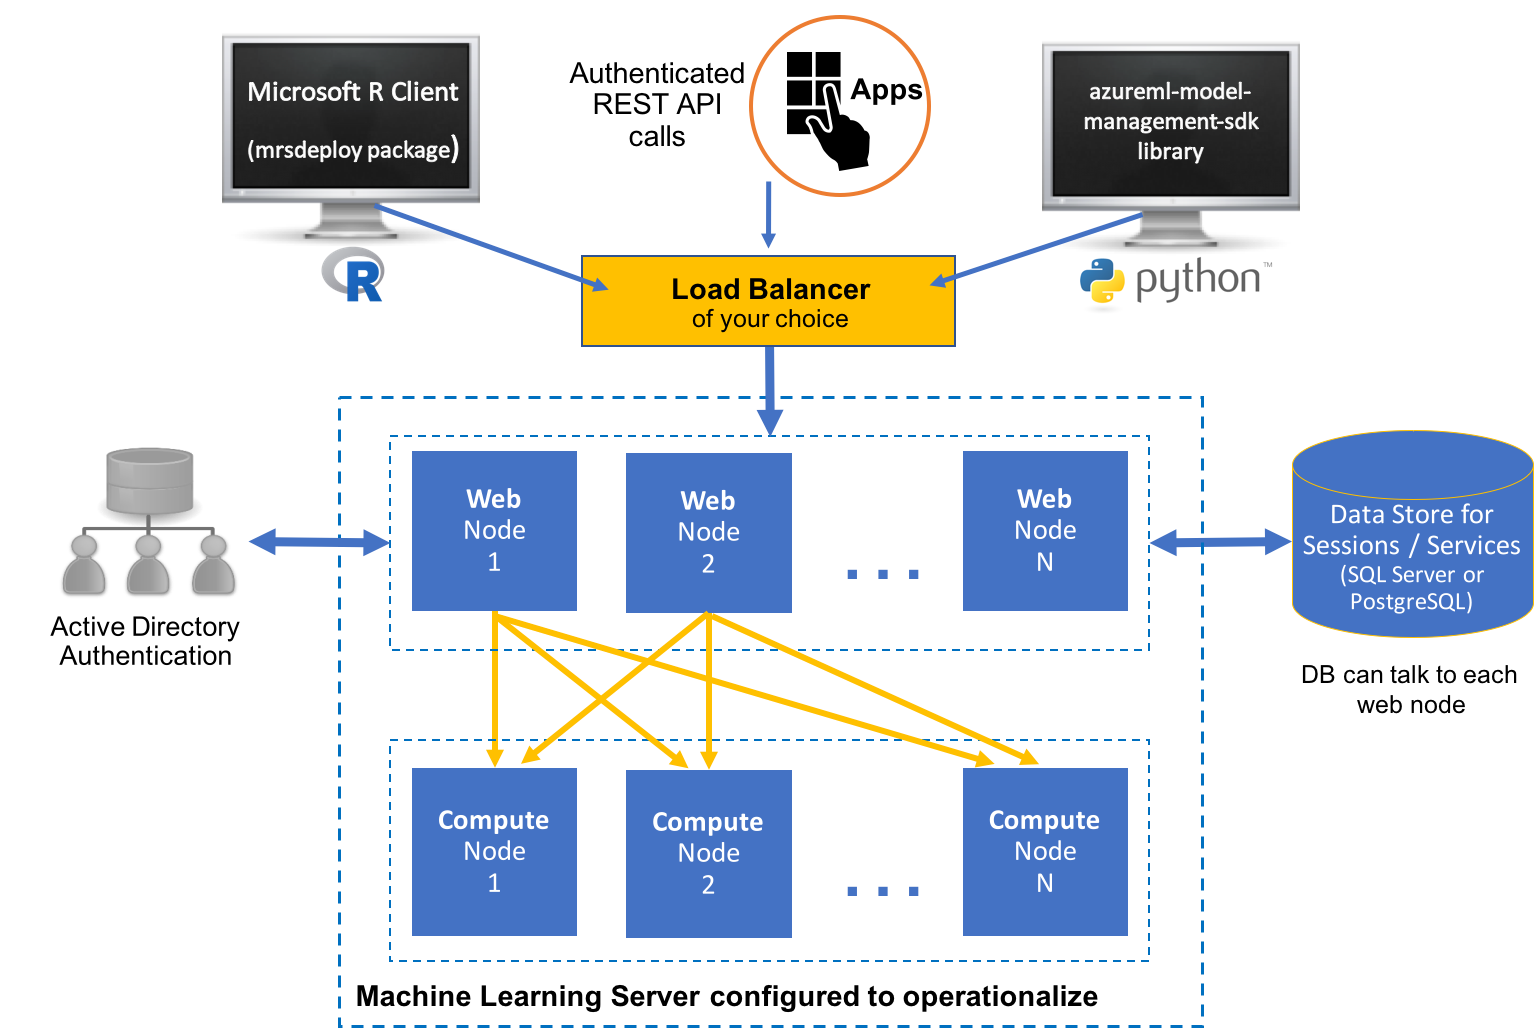 Microsoft R Client
(mrsdeploy package)
R
Authenticated
REST API
calls
Apps
azureml-model-
management-sdk
library
python™
Load Balancer
of your choice
Active Directory
Authentication
Web
Node
1
Web
Node
2
. . .
Web
Node
N
Data Store for
Sessions / Services
(SQL Server or
PostgreSQL)
DB can talk to each
web node
Compute
Node
1
Compute
Node
2
. . .
Compute
Node
N
Machine Learning Server configured to operationalize